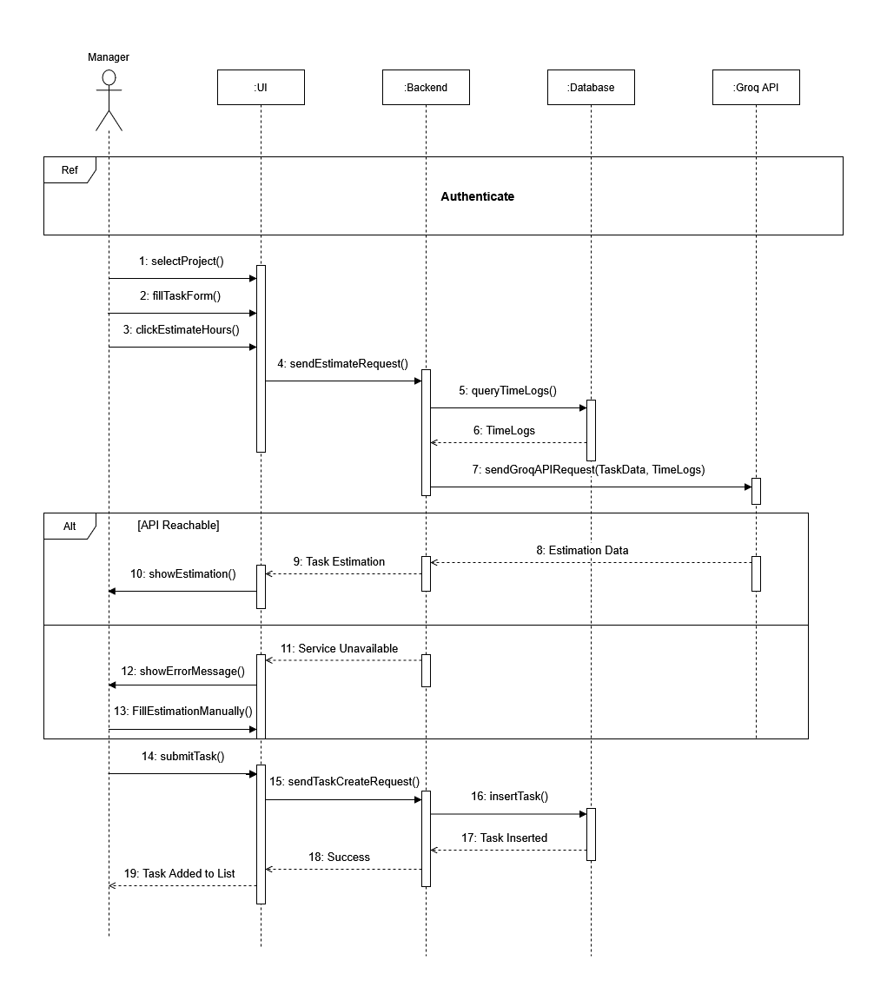 Manager
:UI
:Backend
:Database
:Groq API
Ref
Authenticate
1: selectProject()
2: fillTaskForm()
3: clickEstimateHours()
4: sendEstimateRequest()
5: queryTimeLogs()
6: TimeLogs
7: sendGroqAPIRequest(TaskData, TimeLogs)
Alt
[API Reachable]
8: Estimation Data
9: Task Estimation
10: showEstimation()
11: Service Unavailable
12: showErrorMessage()
13: FillEstimationManually()
14: submitTask()
15: sendTaskCreateRequest()
16: insertTask()
17: Task Inserted
18: Success
19: Task Added to List